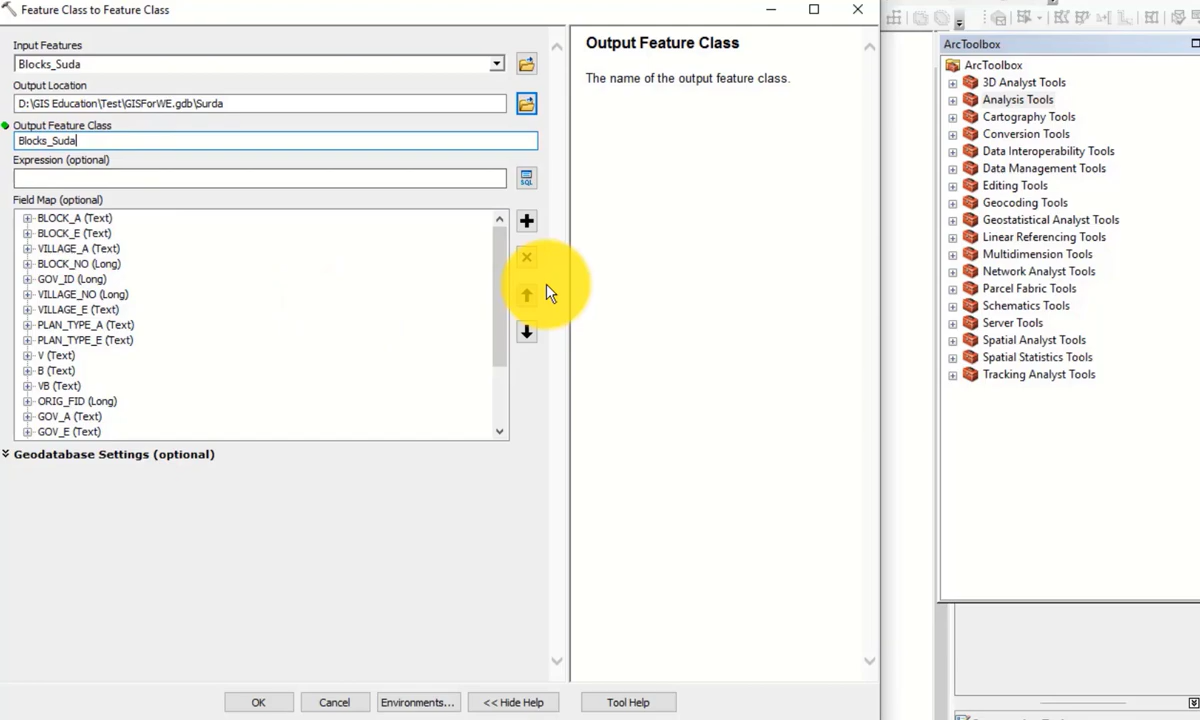 Feature Class to Feature Class
Input Features
Blocks_Suda
Output Location
D:\GIS Education\Test\GISForWE.gdb\Surda
Output Feature Class
Blocks_Suda
Expression (optional)
SQL
Field Map (optional)
BLOCK_A (Text)
BLOCK_E (Text)
VILLAGE_A (Text)
BLOCK_NO (Long)
GOV_ID (Long)
VILLAGE_NO (Long)
VILLAGE_E (Text)
PLAN_TYPE_A (Text)
PLAN_TYPE_E (Text)
V (Text)
B (Text)
VB (Text)
ORIG_FID (Long)
GOV_A (Text)
GOV_E (Text)
Geodatabase Settings (optional)
OK
Cancel
Environments...
<< Hide Help
Tool Help
Output Feature Class
The name of the output feature class.
ArcToolbox
ArcToolbox
3D Analyst Tools
Analysis Tools
Cartography Tools
Conversion Tools
Data Interoperability Tools
Data Management Tools
Editing Tools
Geocoding Tools
Geostatistical Analyst Tools
Linear Referencing Tools
Multidimension Tools
Network Analyst Tools
Parcel Fabric Tools
Schematics Tools
Server Tools
Spatial Analyst Tools
Spatial Statistics Tools
Tracking Analyst Tools